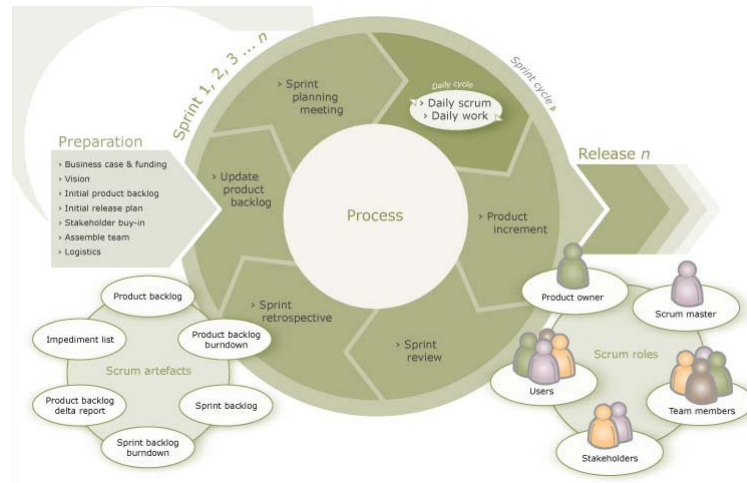 Sprint 1, 2, 3 ... n
Preparation
› Business case & funding
› Vision
› Initial product backlog
› Initial release plan
› Stakeholder buy-in
› Assemble team
› Logistics
› Sprint
planning
meeting
Daily cycle
› Daily scrum
› Daily work
Sprint cycle
Release n
› Update
product
backlog
Process
› Product
increment
› Sprint
retrospective
› Sprint
review
Product backlog
Impediment list
Product backlog
burndown
Scrum artefacts
Product backlog
delta report
Sprint backlog
Sprint backlog
burndown
Product owner
Scrum master
Scrum roles
Users
Team members
Stakeholders